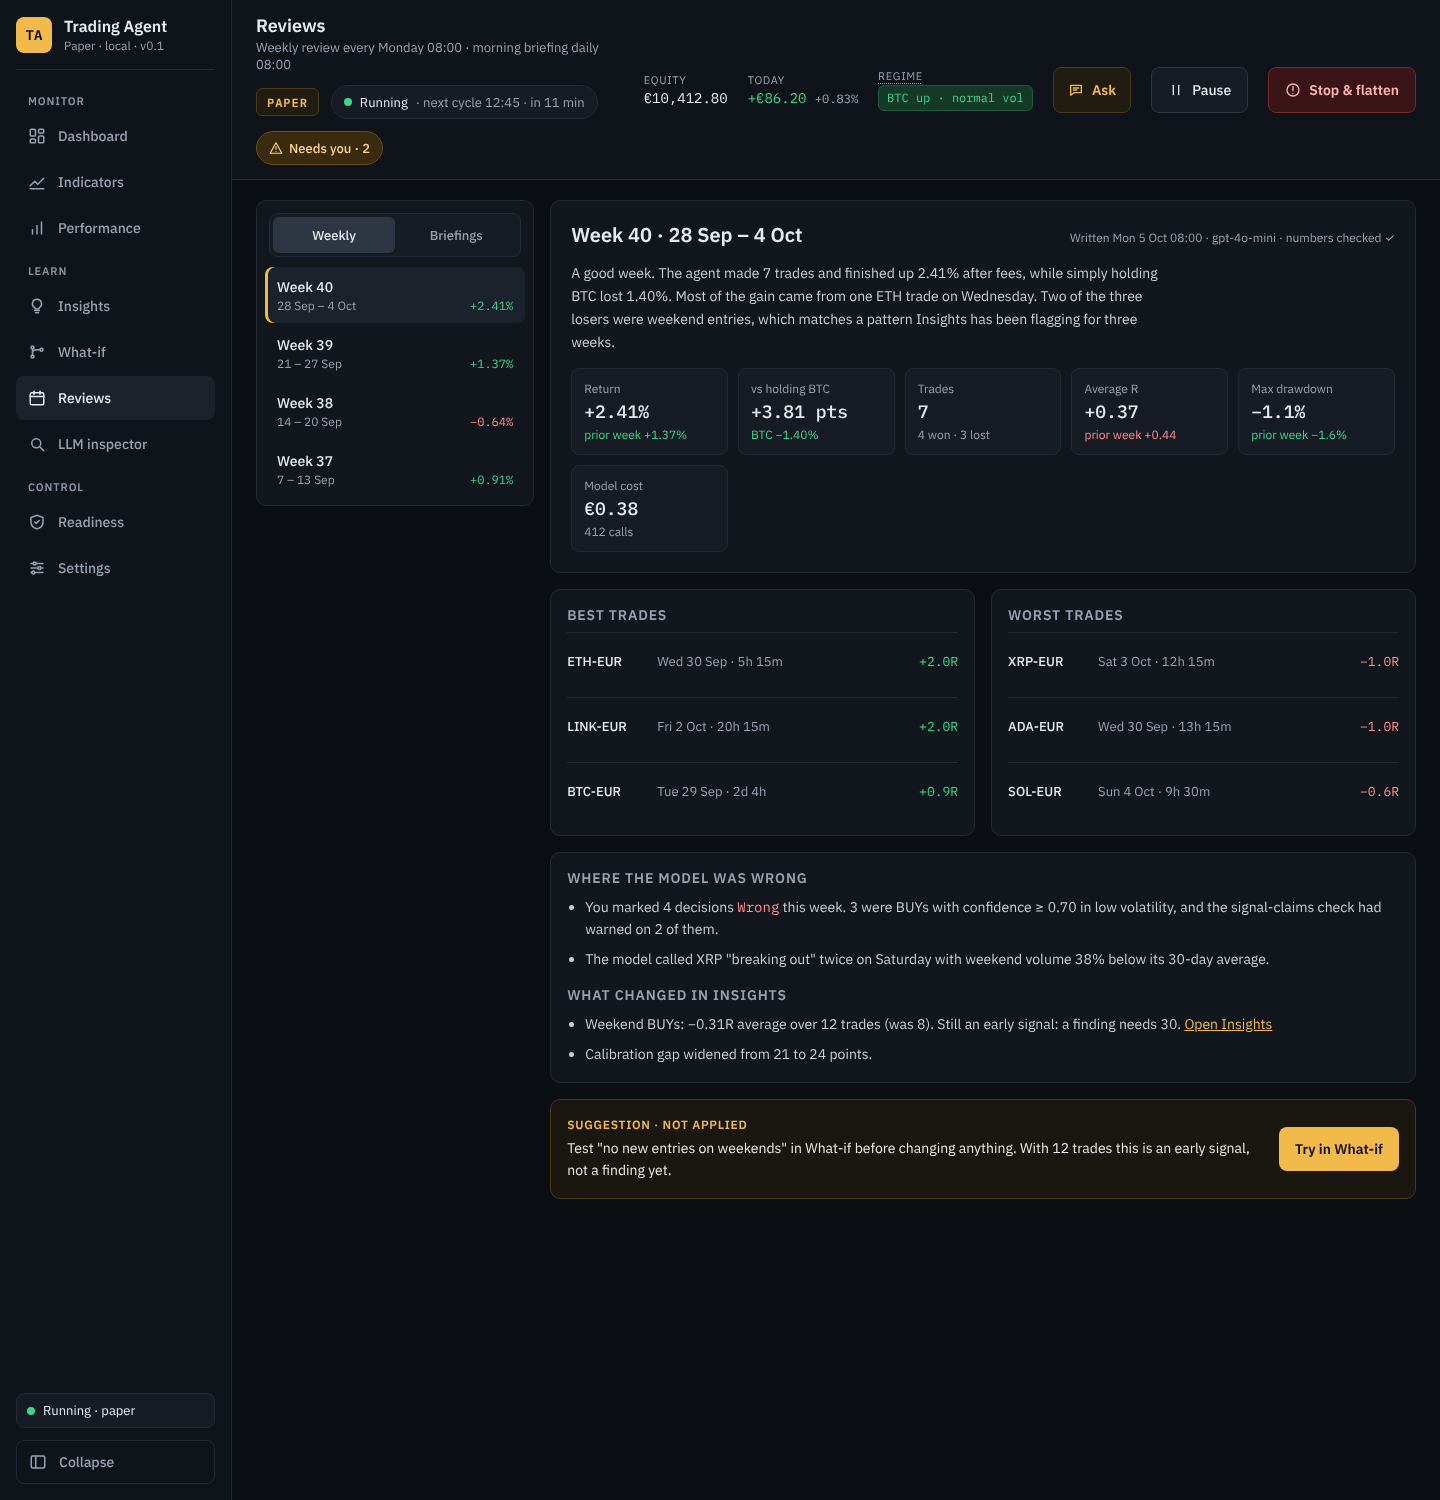 TA
Trading Agent
Paper · local · v0.1
MONITOR
Dashboard
Indicators
Performance
LEARN
Insights
What-if
Reviews
LLM inspector
CONTROL
Readiness
Settings
Running · paper
Collapse
Reviews
Weekly review every Monday 08:00 · morning briefing daily
08:00
PAPER
Running · next cycle 12:45 · in 11 min
Needs you · 2
EQUITY
€10,412.80
TODAY
+€86.20 +0.83%
REGIME
BTC up · normal vol
Ask
Pause
Stop & flatten
Weekly
Briefings
Week 40
28 Sep – 4 Oct +2.41%
Week 39
21 – 27 Sep +1.37%
Week 38
14 – 20 Sep −0.64%
Week 37
7 – 13 Sep +0.91%
Week 40 · 28 Sep – 4 Oct
Written Mon 5 Oct 08:00 · gpt-4o-mini · numbers checked ✓
A good week. The agent made 7 trades and finished up 2.41% after fees, while simply holding
BTC lost 1.40%. Most of the gain came from one ETH trade on Wednesday. Two of the three
losers were weekend entries, which matches a pattern Insights has been flagging for three
weeks.
Return
+2.41%
prior week +1.37%
vs holding BTC
+3.81 pts
BTC −1.40%
Trades
7
4 won · 3 lost
Average R
+0.37
prior week +0.44
Max drawdown
−1.1%
prior week −1.6%
Model cost
€0.38
412 calls
BEST TRADES
ETH-EUR Wed 30 Sep · 5h 15m +2.0R
LINK-EUR Fri 2 Oct · 20h 15m +2.0R
BTC-EUR Tue 29 Sep · 2d 4h +0.9R
WORST TRADES
XRP-EUR Sat 3 Oct · 12h 15m −1.0R
ADA-EUR Wed 30 Sep · 13h 15m −1.0R
SOL-EUR Sun 4 Oct · 9h 30m −0.6R
WHERE THE MODEL WAS WRONG
• You marked 4 decisions Wrong this week. 3 were BUYs with confidence ≥ 0.70 in low volatility, and the signal-claims check had
warned on 2 of them.
• The model called XRP "breaking out" twice on Saturday with weekend volume 38% below its 30-day average.
WHAT CHANGED IN INSIGHTS
• Weekend BUYs: −0.31R average over 12 trades (was 8). Still an early signal: a finding needs 30. Open Insights
• Calibration gap widened from 21 to 24 points.
SUGGESTION · NOT APPLIED
Test "no new entries on weekends" in What-if before changing anything. With 12 trades this is an early signal,
not a finding yet.
Try in What-if